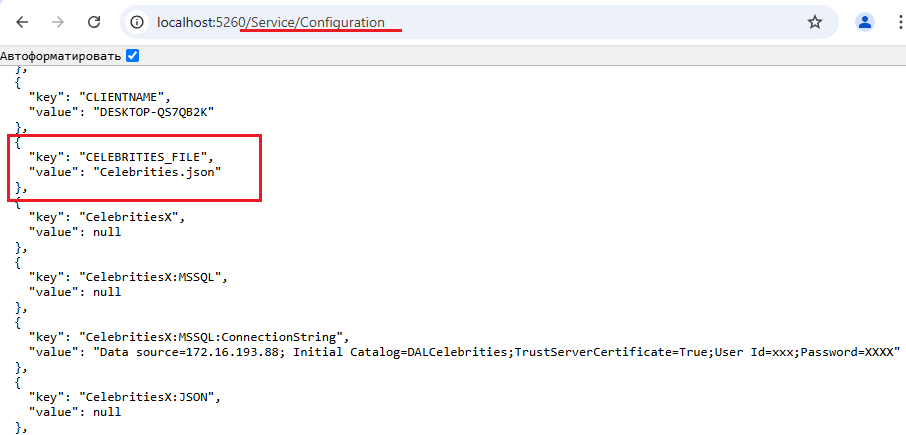 localhost:5260/Service/Configuration
Автоформатировать
},
{
"key": "CLIENTNAME",
"value": "DESKTOP-QS7QB2K"
},
{
"key": "CELEBRITIES_FILE",
"value": "Celebrities.json"
},
{
"key": "CelebritiesX",
"value": null
},
{
"key": "CelebritiesX:MSSQL",
"value": null
},
{
"key": "CelebritiesX:MSSQL:ConnectionString",
"value": "Data source=172.16.193.88; Initial Catalog=DALCelebrities;TrustServerCertificate=True;User Id=xxx;Password=XXXX"
},
{
"key": "CelebritiesX:JSON",
"value": null
},